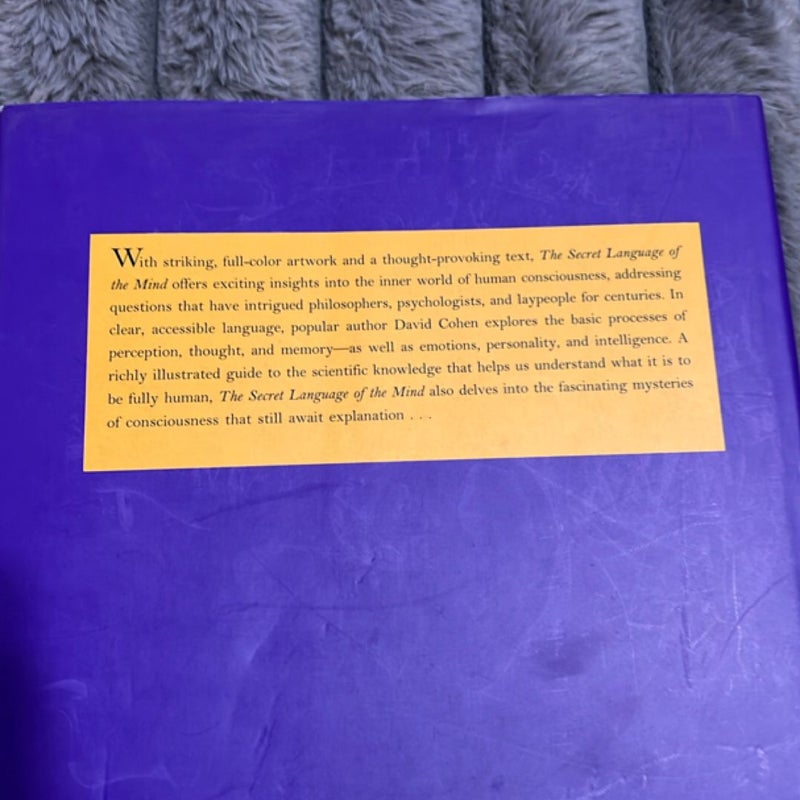 With striking, full-color artwork and a thought-provoking text, The Secret Language of
the Mind offers exciting insights into the inner world of human consciousness, addressing
questions that have intrigued philosophers, psychologists, and laypeople for centuries. In
clear, accessible language, popular author David Cohen explores the basic processes of
perception, thought, and memory—as well as emotions, personality, and intelligence. A
richly illustrated guide to the scientific knowledge that helps us understand what it is to
be fully human, The Secret Language of the Mind also delves into the fascinating mysteries
of consciousness that still await explanation . . .